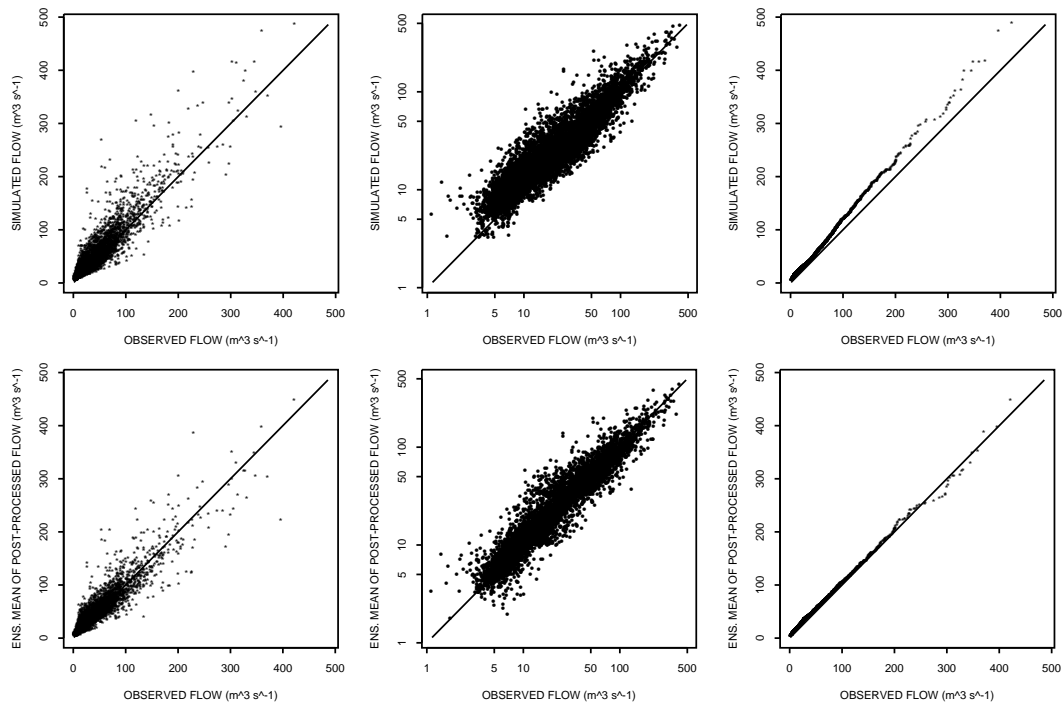 SIMULATED FLOW (m^3 s^-1)
500
400
300
200
100
0
0 100 200 300 400 500
OBSERVED FLOW (m^3 s^-1)
SIMULATED FLOW (m^3 s^-1)
500
100
50
10
5
1
1 5 10 50 100 500
OBSERVED FLOW (m^3 s^-1)
SIMULATED FLOW (m^3 s^-1)
500
400
300
200
100
0
0 100 200 300 400 500
OBSERVED FLOW (m^3 s^-1)
ENS. MEAN OF POST-PROCESSED FLOW (m^3 s^-1)
500
400
300
200
100
0
0 100 200 300 400 500
OBSERVED FLOW (m^3 s^-1)
ENS. MEAN OF POST-PROCESSED FLOW (m^3 s^-1)
500
100
50
10
5
1
1 5 10 50 100 500
OBSERVED FLOW (m^3 s^-1)
ENS. MEAN OF POST-PROCESSED FLOW (m^3 s^-1)
500
400
300
200
100
0
0 100 200 300 400 500
OBSERVED FLOW (m^3 s^-1)